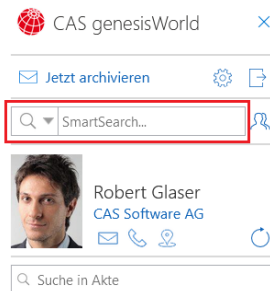 CAS genesisWorld
Jetzt archivieren
SmartSearch...
Robert Glaser
CAS Software AG
Suche in Akte